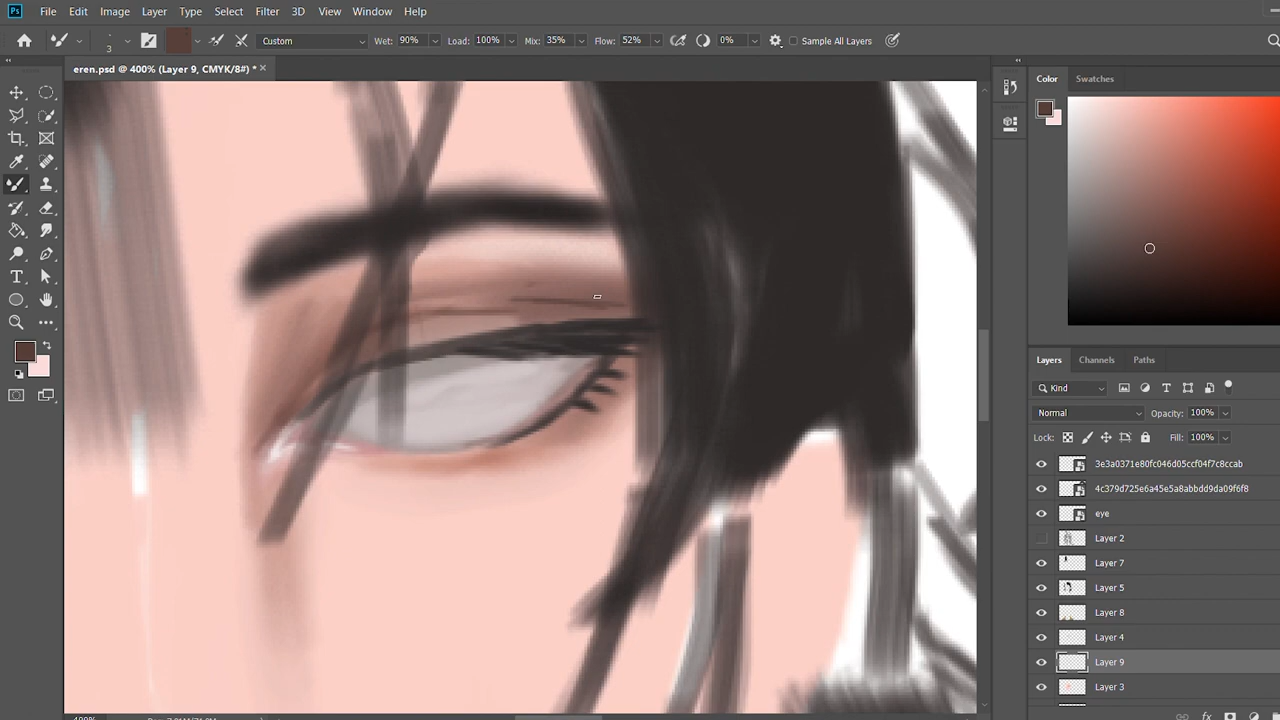 Ps File Edit Image Layer Type Select Filter 3D View Window Help
3 Custom Wet: 90% Load: 100% Mix: 35% Flow: 52% 0% Sample All Layers
eren.psd @ 400% (Layer 9, CMYK/8#) *
Color Swatches
Layers Channels Paths
Kind
Normal Opacity: 100%
Lock: Fill: 100%
3e3a0371e80fc046d05ccf04f7c8ccab
4c379d725e6a45e5a8abbdd9da09f6f8
eye
Layer 2
Layer 7
Layer 5
Layer 8
Layer 4
Layer 9
Layer 3